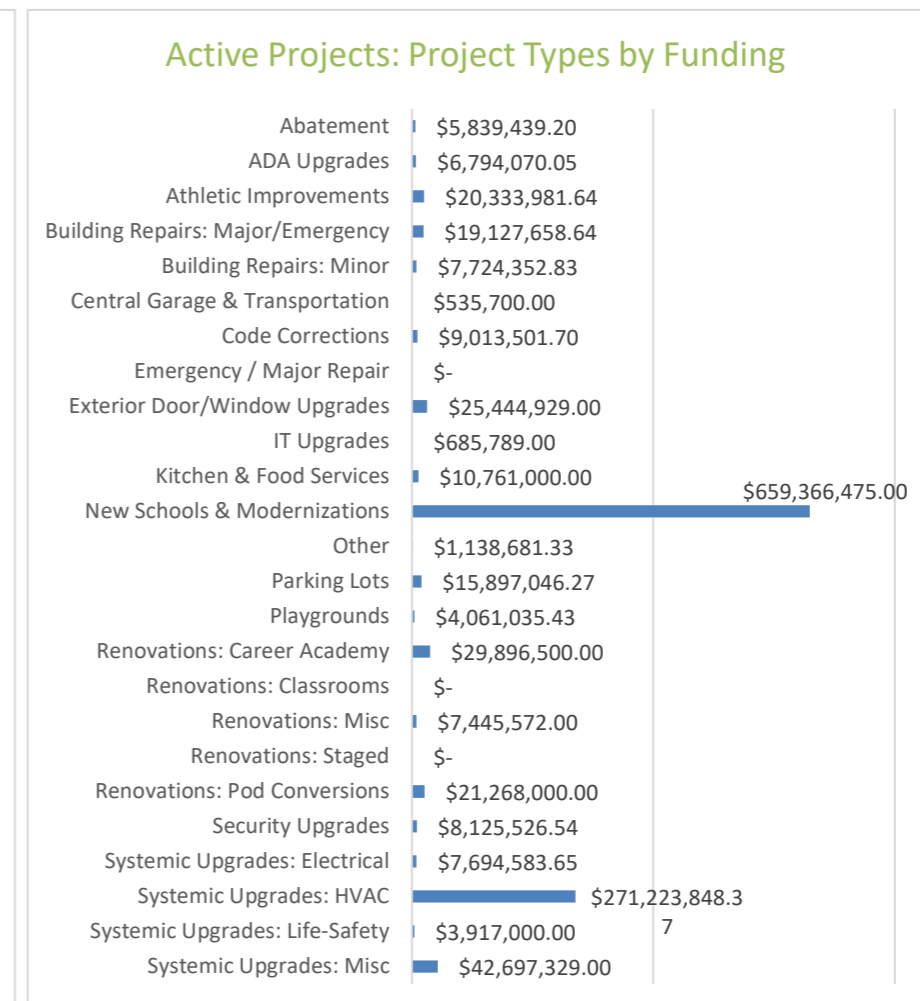 Active Projects: Project Types by Funding
Abatement $5,839,439.20
ADA Upgrades $6,794,070.05
Athletic Improvements $20,333,981.64
Building Repairs: Major/Emergency $19,127,658.64
Building Repairs: Minor $7,724,352.83
Central Garage & Transportation $535,700.00
Code Corrections $9,013,501.70
Emergency / Major Repair $-
Exterior Door/Window Upgrades $25,444,929.00
IT Upgrades $685,789.00
Kitchen & Food Services $10,761,000.00
New Schools & Modernizations $659,366,475.00
Other $1,138,681.33
Parking Lots $15,897,046.27
Playgrounds $4,061,035.43
Renovations: Career Academy $29,896,500.00
Renovations: Classrooms $-
Renovations: Misc $7,445,572.00
Renovations: Staged $-
Renovations: Pod Conversions $21,268,000.00
Security Upgrades $8,125,526.54
Systemic Upgrades: Electrical $7,694,583.65
Systemic Upgrades: HVAC $271,223,848.3
7
Systemic Upgrades: Life-Safety $3,917,000.00
Systemic Upgrades: Misc $42,697,329.00